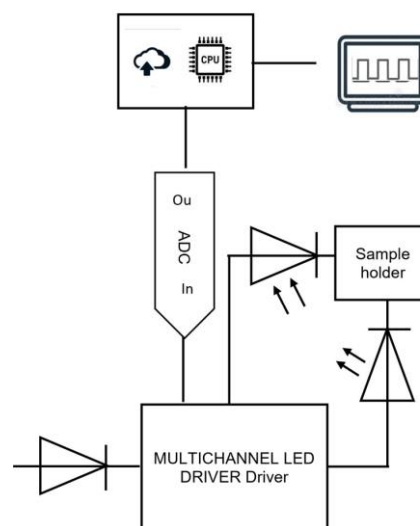 CPU
Ou
ADC
In
Sample
holder
MULTICHANNEL LED
DRIVER Driver